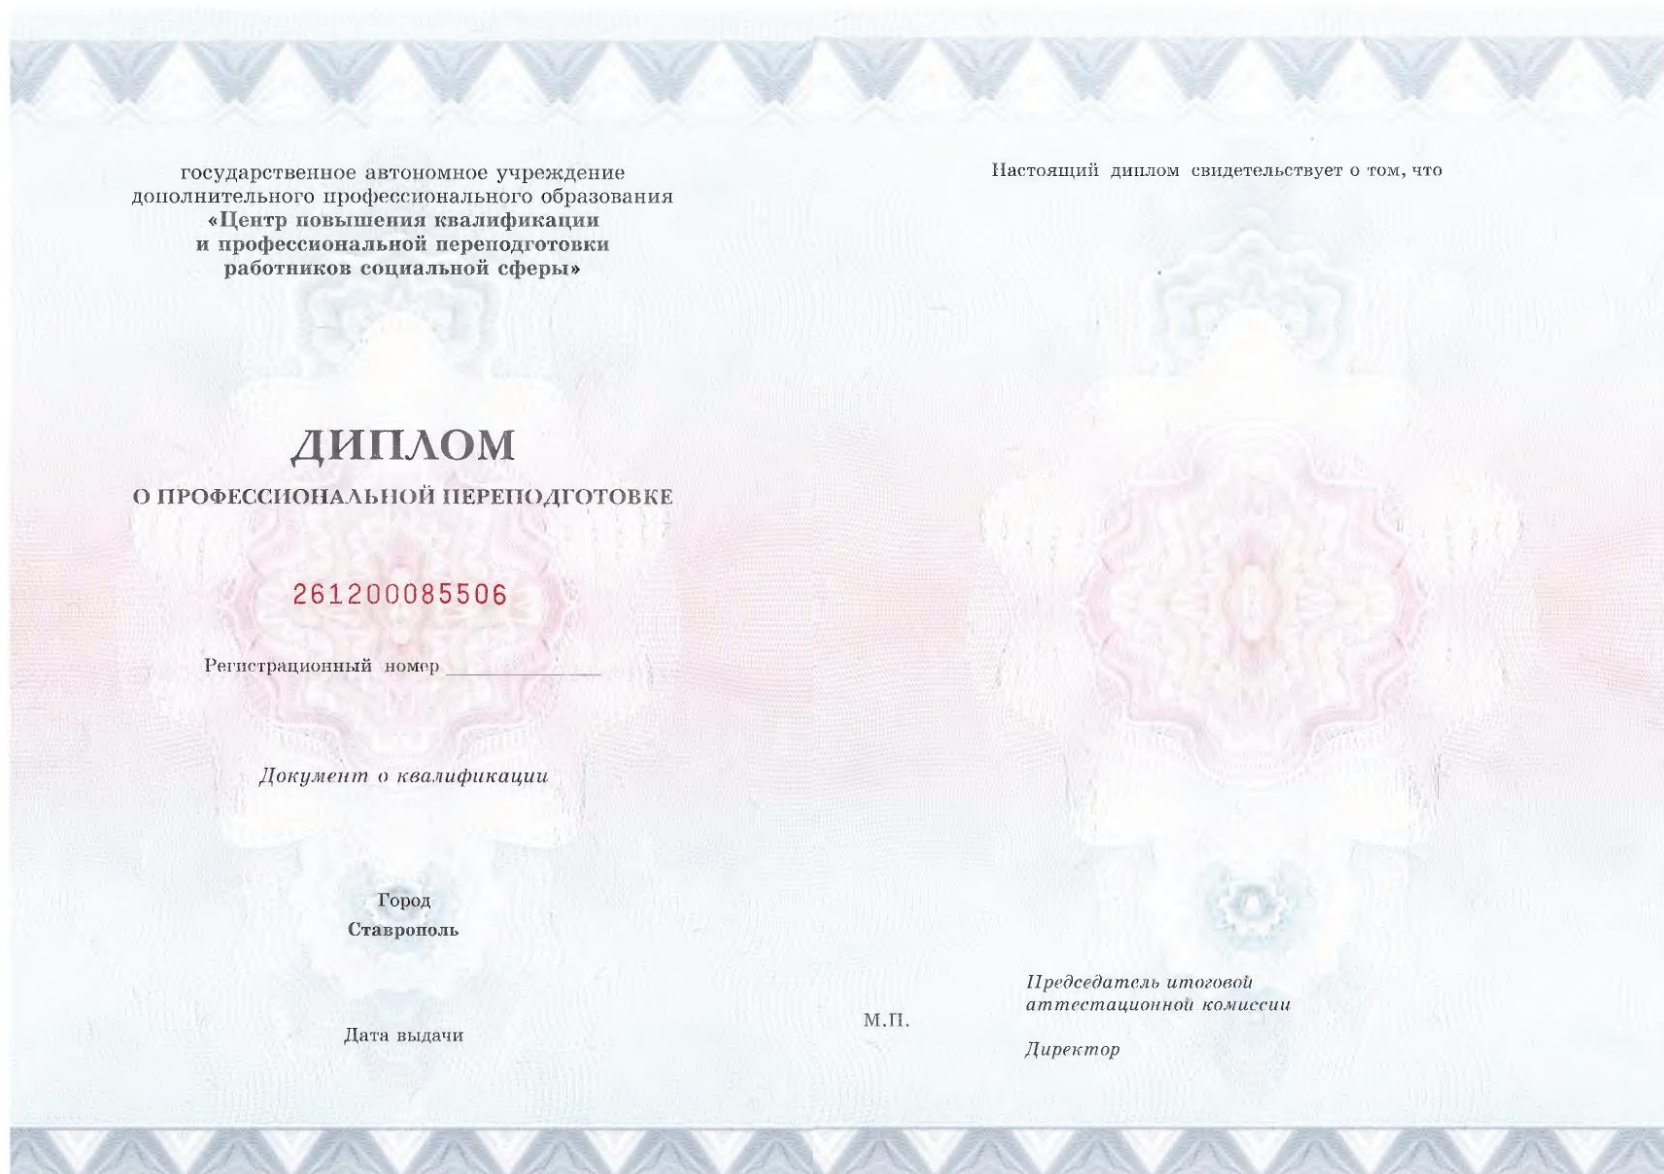 государственное автономное учреждение
дополнительного профессионального образования
«Центр повышения квалификации
и профессиональной переподготовки
работников социальной сферы»
ДИПЛОМ
О ПРОФЕССИОНАЛЬНОЙ ПЕРЕПОДГОТОВКЕ
261200085506
Регистрационный номер
Документ о квалификации
Город
Ставрополь
Дата выдачи
Настоящий диплом свидетельствует о том, что
Председатель итоговой
аттестационной комиссии
М.П.
Директор